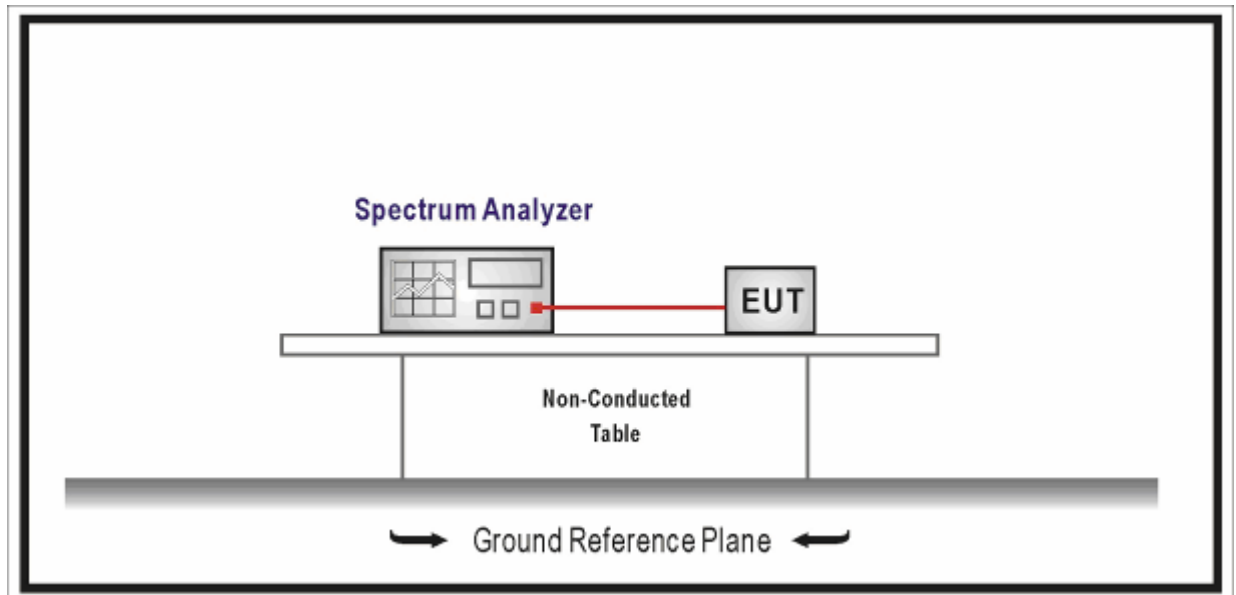 Spectrum Analyzer
EUT
Non-Conducted
Table
Ground Reference Plane